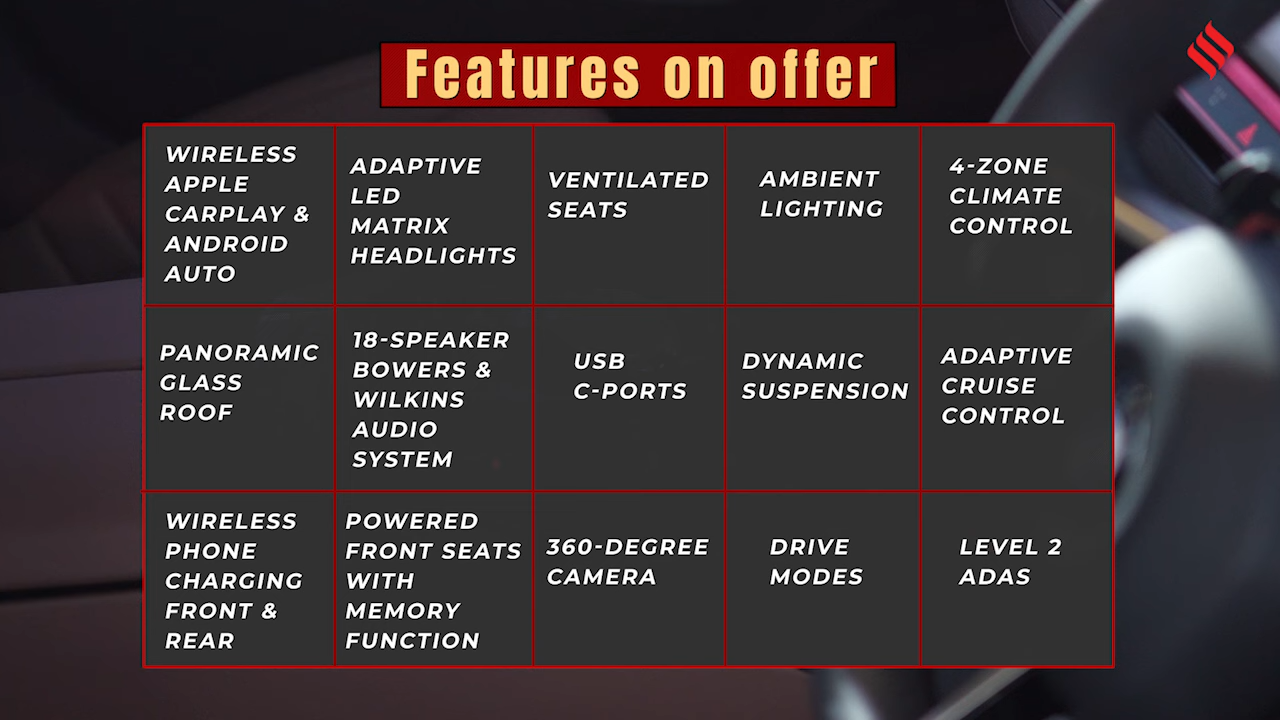 Features on offer
WIRELESS
APPLE
CARPLAY &
ANDROID
AUTO
ADAPTIVE
LED
MATRIX
HEADLIGHTS
VENTILATED
SEATS
AMBIENT
LIGHTING
4-ZONE
CLIMATE
CONTROL
PANORAMIC
GLASS
ROOF
18-SPEAKER
BOWERS &
WILKINS
AUDIO
SYSTEM
USB
C-PORTS
DYNAMIC
SUSPENSION
ADAPTIVE
CRUISE
CONTROL
WIRELESS
PHONE
CHARGING
FRONT &
REAR
POWERED
FRONT SEATS
WITH
MEMORY
FUNCTION
360-DEGREE
CAMERA
DRIVE
MODES
LEVEL 2
ADAS